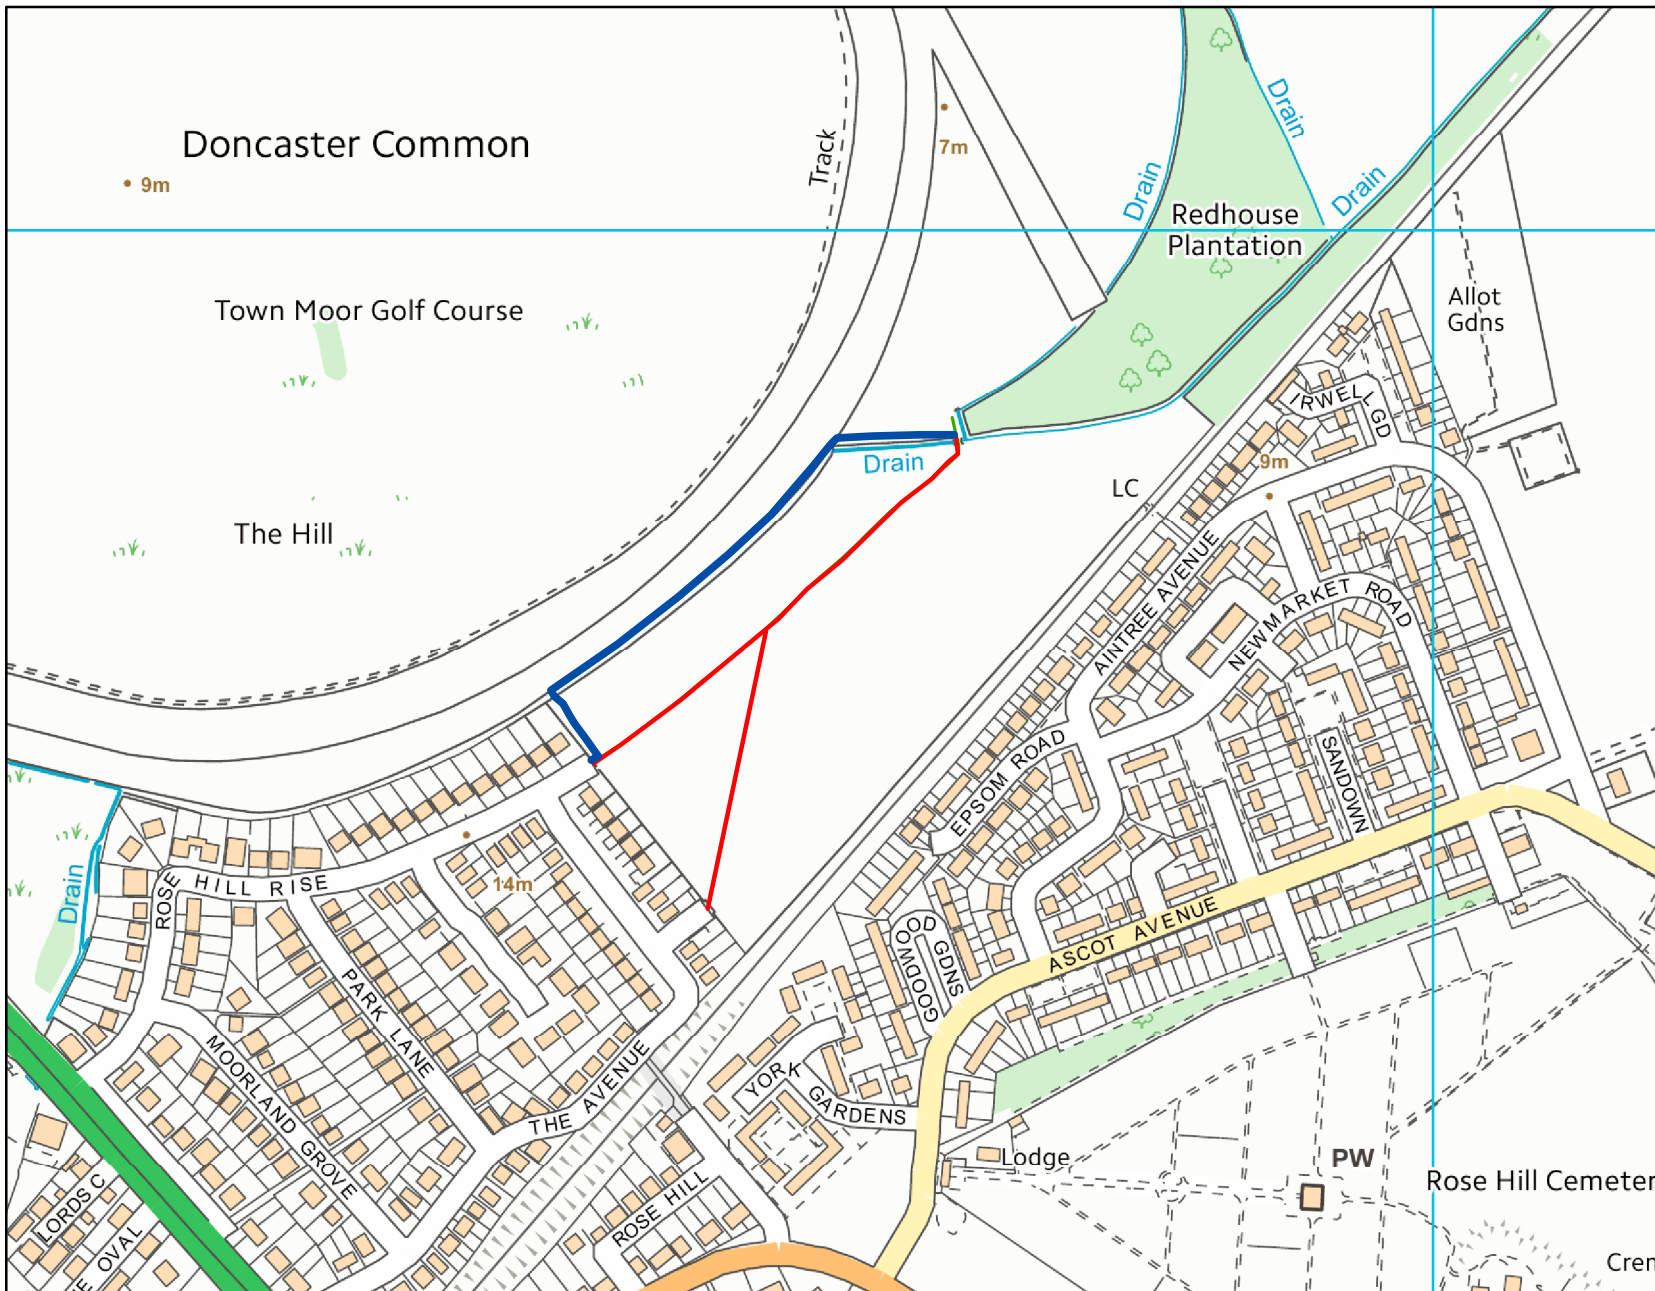 Doncaster Common
9m
Track
7m
Drain
Drain
Drain
Redhouse
Plantation
Town Moor Golf Course
Allot
Gdns
IRWELL GD
The Hill
Drain
LC
9m
AINTREE AVENUE
NEWMARKET ROAD
EPSOM ROAD
SANDOWN
Drain
ROSE HILL RISE
14m
ASCOT AVENUE
GOODWOOD GDNS
PARK LANE
MOORLAND GROVE
THE AVENUE
YORK GARDENS
Lodge
PW
Rose Hill Cemeter
ROSE HILL
LORDS C
E OVAL
Crem